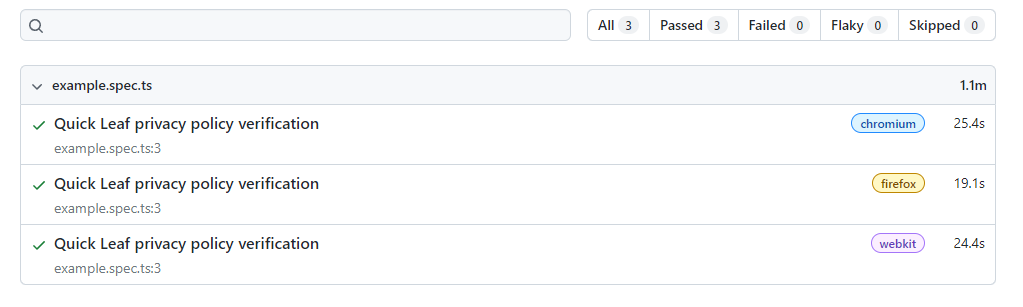 All 3 Passed 3 Failed 0 Flaky 0 Skipped 0
example.spec.ts 1.1m
Quick Leaf privacy policy verification chromium 25.4s
example.spec.ts:3
Quick Leaf privacy policy verification firefox 19.1s
example.spec.ts:3
Quick Leaf privacy policy verification webkit 24.4s
example.spec.ts:3